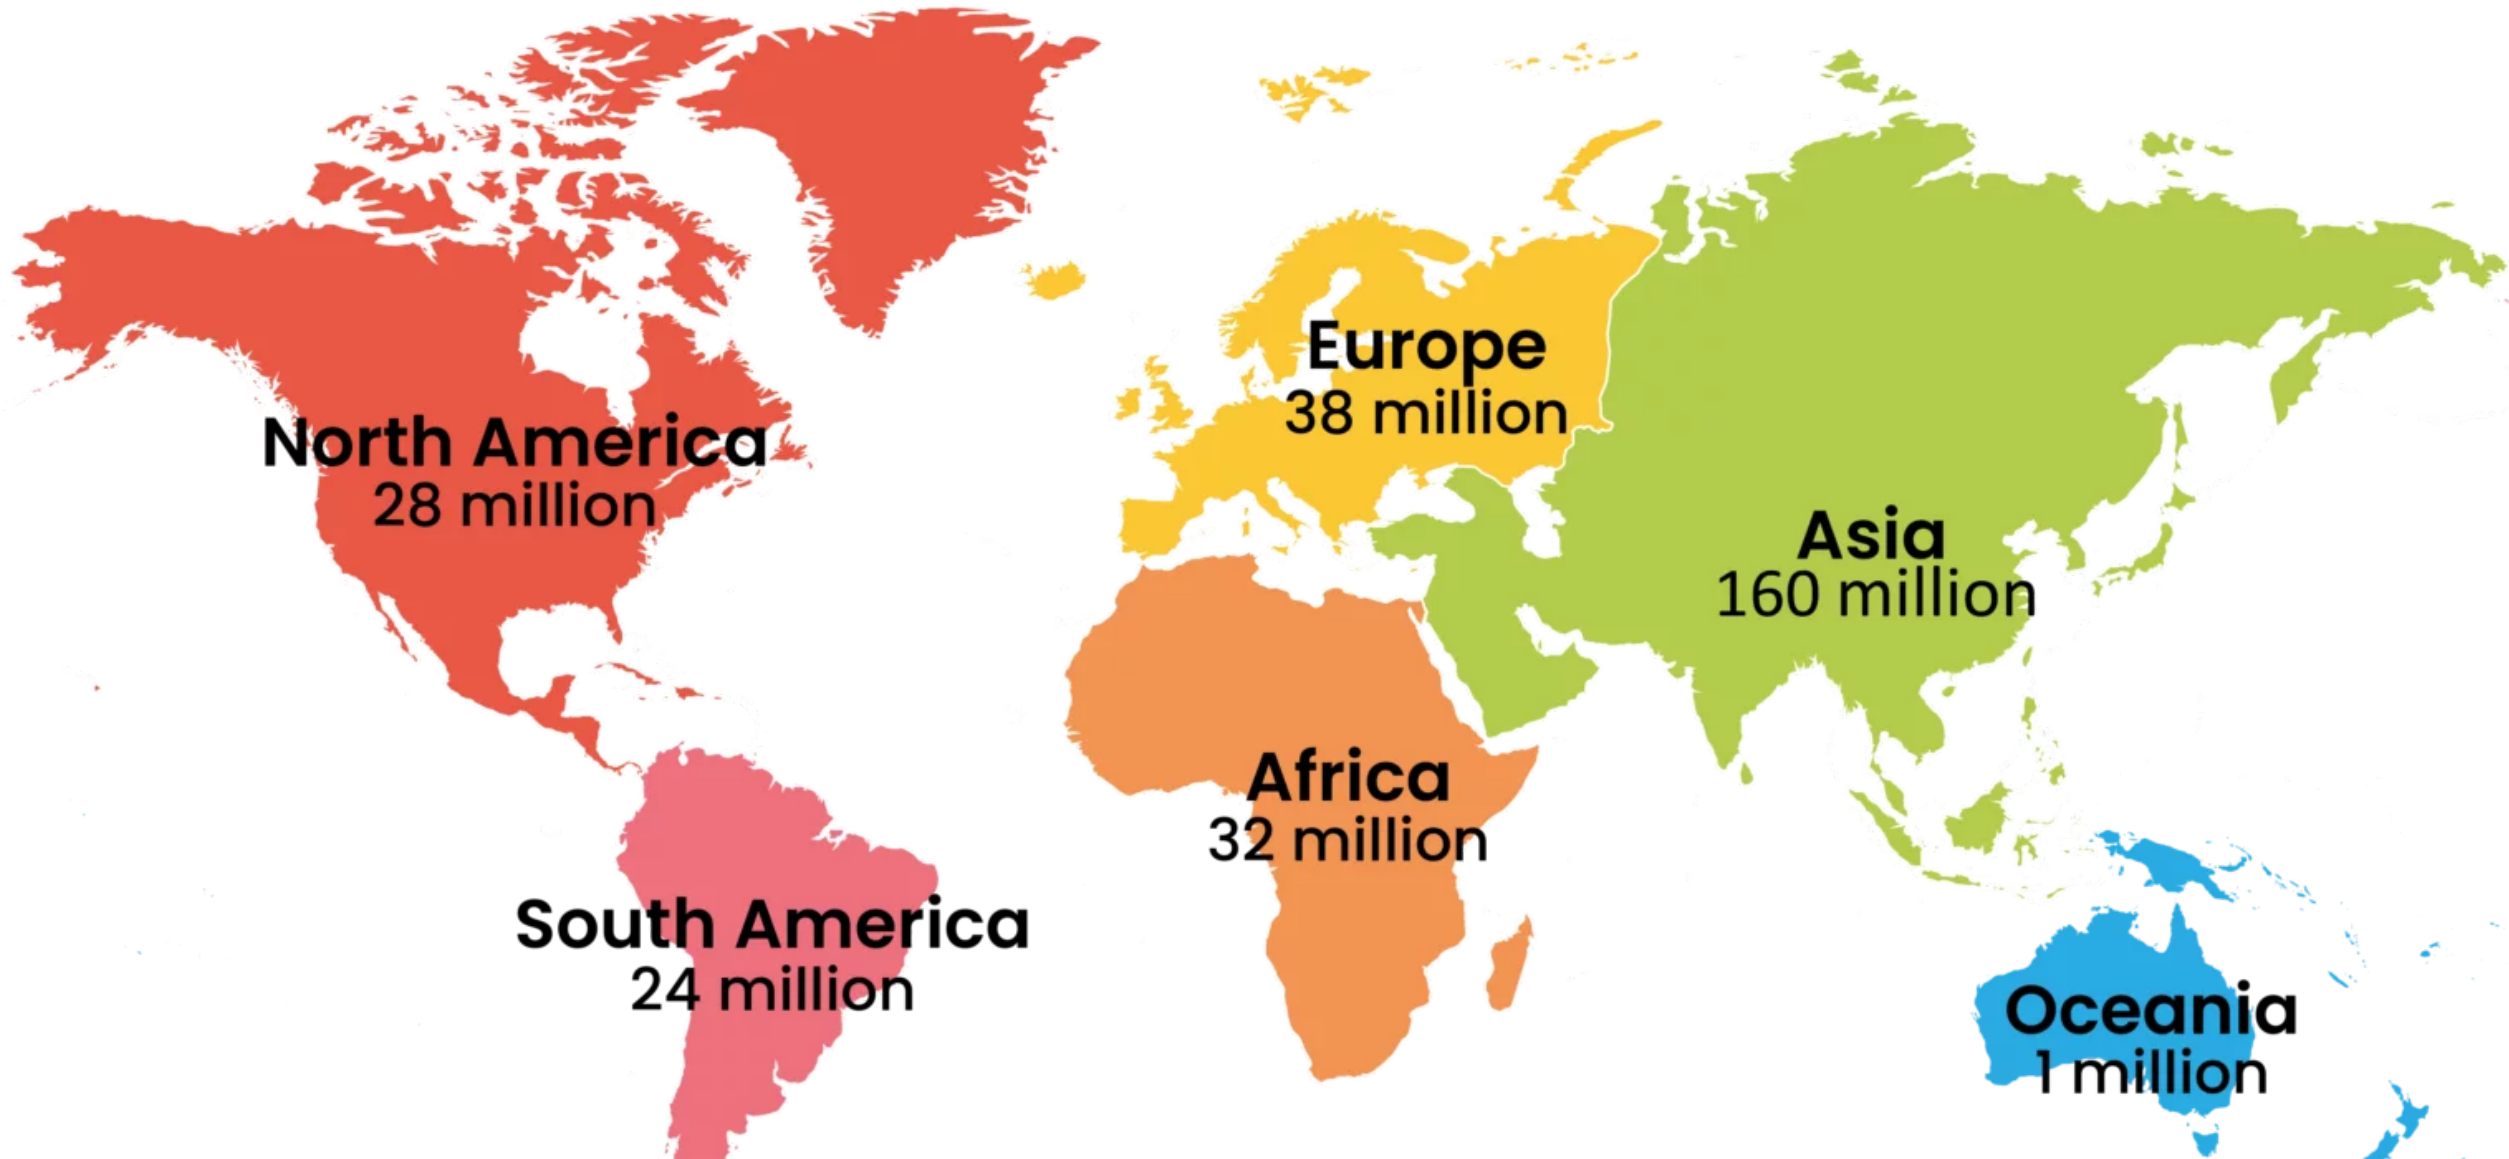 North America
28 million
Europe
38 million
Asia
160 million
Africa
32 million
South America
24 million
Oceania
1 million